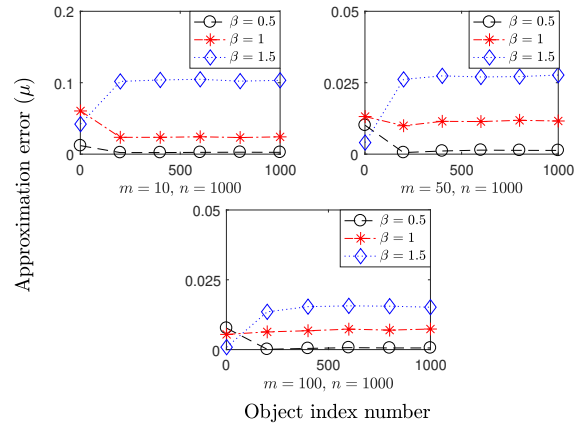 Approximation error (μ)
0.2
0.1
0
β = 0.5
β = 1
β = 1.5
0 500 1000
m = 10, n = 1000
0.05
0.025
0
β = 0.5
β = 1
β = 1.5
0 500 1000
m = 50, n = 1000
0.05
0.025
0
β = 0.5
β = 1
β = 1.5
0 500 1000
m = 100, n = 1000
Object index number